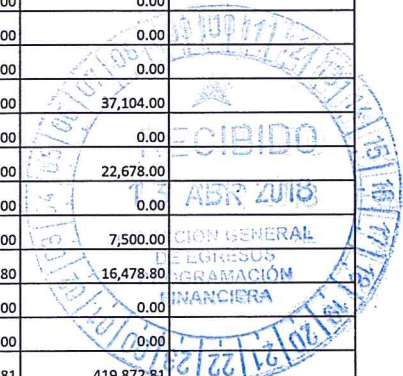 00 0.00
00 0.00
00 0.00
00 37,104.00
00 0.00
RECIBIDO
00 22,678.00
13 ABR 2018
00 0.00
00 7,500.00
GENERAL
DE EGRESOS
80 16,478.80
PROGRAMACIÓN
FINANCIERA
00 0.00
00 0.00
81 419,872.81